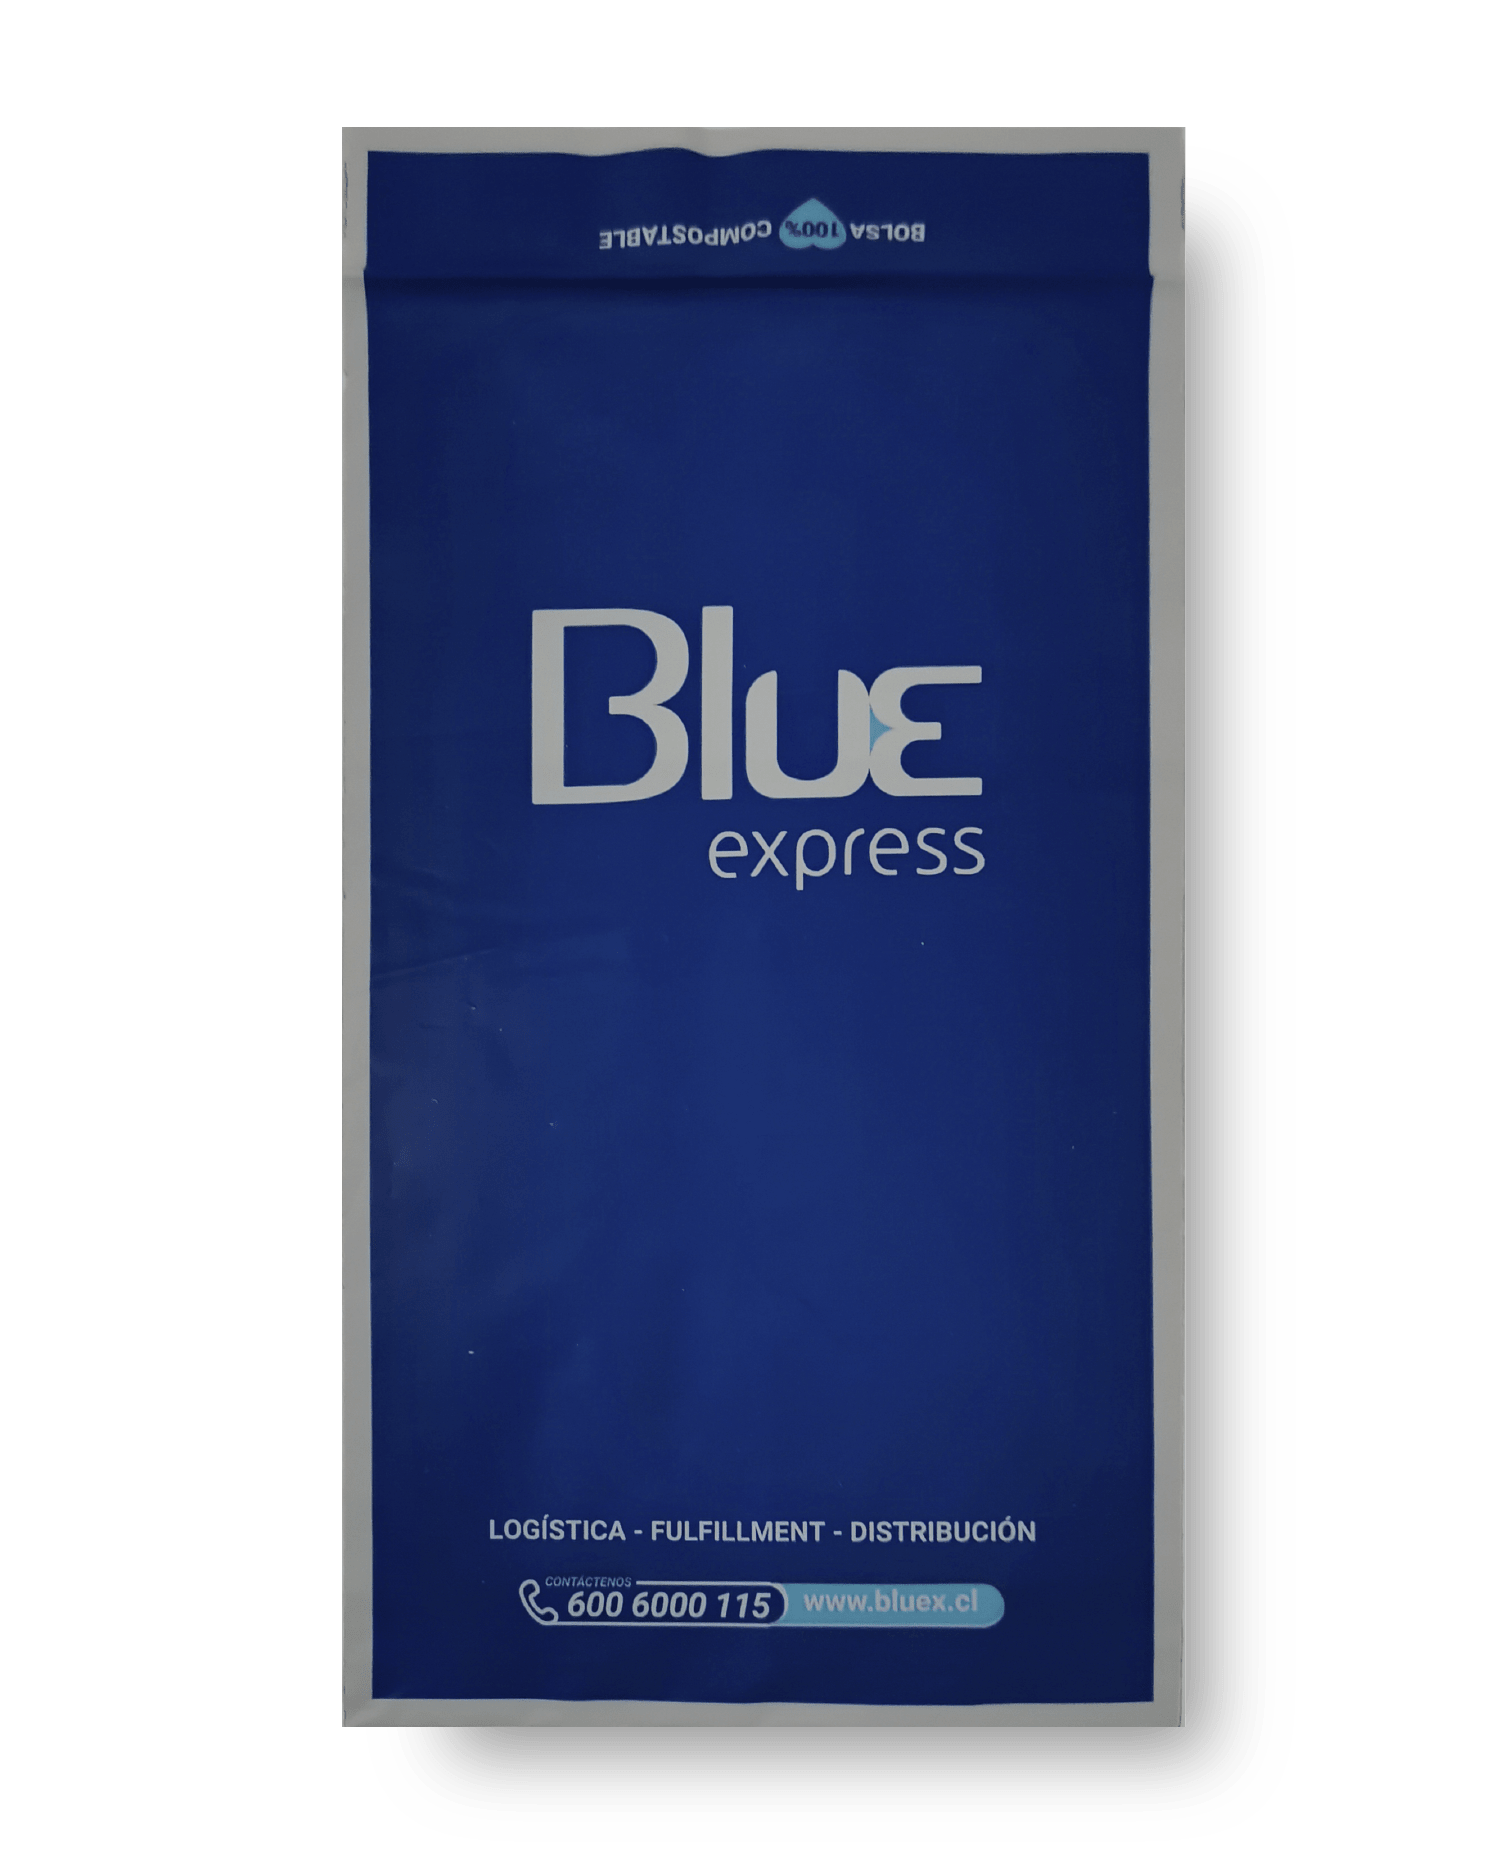 BOLSA 100% COMPOSTABLE
Blue
express
LOGÍSTICA - FULFILLMENT - DISTRIBUCIÓN
CONTÁCTENOS
600 6000 115 www.bluex.cl